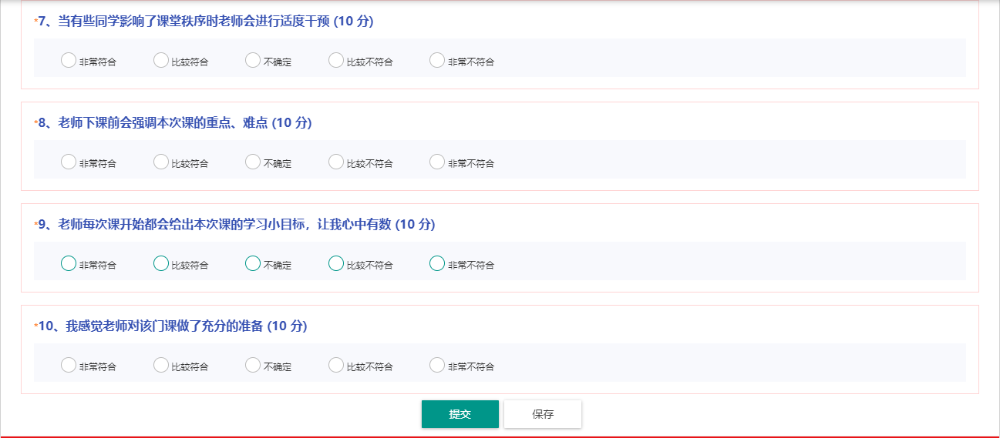 *7、当有些同学影响了课堂秩序时老师会进行适度干预 (10 分)
非常符合 比较符合 不确定 比较不符合 非常不符合
*8、老师下课前会强调本次课的重点、难点 (10 分)
非常符合 比较符合 不确定 比较不符合 非常不符合
*9、老师每次课开始都会给出本次课的学习小目标，让我心中有数 (10 分)
非常符合 比较符合 不确定 比较不符合 非常不符合
*10、我感觉老师对该门课做了充分的准备 (10 分)
非常符合 比较符合 不确定 比较不符合 非常不符合
提交 保存